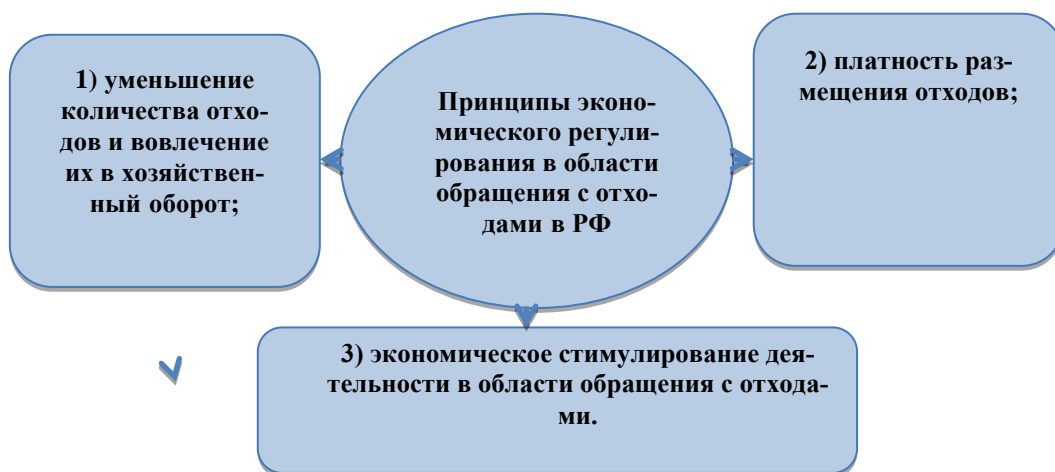 1) уменьшение
количества отхо-
дов и вовлечение
их в хозяйствен-
ный оборот;
Принципы эконо-
мического регули-
рования в области
обращения с отхо-
дами в РФ
2) платность раз-
мещения отходов;
3) экономическое стимулирование дея-
тельности в области обращения с отхода-
ми.